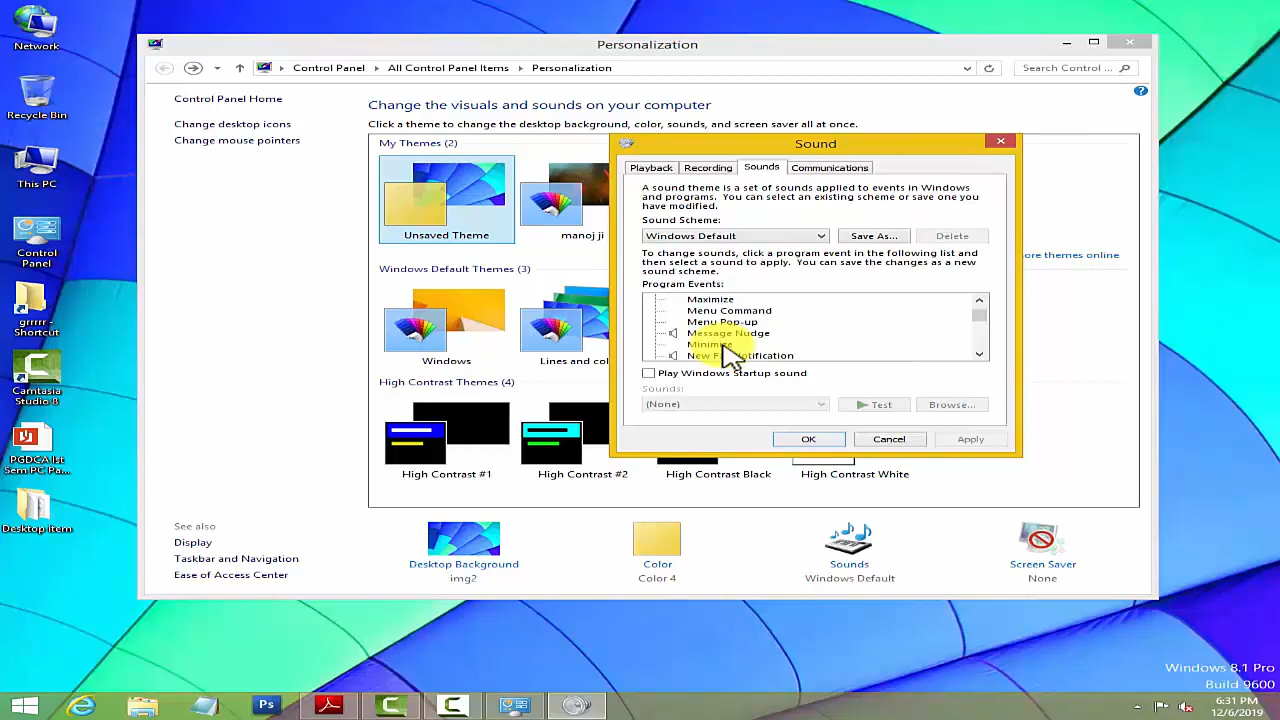 Network
Recycle Bin
This PC
Control
Panel
grrrrr -
Shortcut
Camtasia
Studio 8
PGDCA Ist
Sem PC Pa...
Desktop item
Personalization
Control Panel
All Control Panel Items
Personalization
Search Control ...
Control Panel Home
Change desktop icons
Change mouse pointers
Change the visuals and sounds on your computer
Click a theme to change the desktop background, color, sounds, and screen saver all at once.
My Themes (2)
Unsaved Theme
manoj ji
Windows Default Themes (3)
Windows
Lines and col
High Contrast Themes (4)
High Contrast #1
High Contrast #2
High Contrast Black
High Contrast White
ore themes online
Sound
Playback
Recording
Sounds
Communications
A sound theme is a set of sounds applied to events in Windows
and programs. You can select an existing scheme or save one you
have modified.
Sound Scheme:
Windows Default
Save As...
Delete
To change sounds, click a program event in the following list and
then select a sound to apply. You can save the changes as a new
sound scheme.
Program Events:
Maximize
Menu Command
Menu Pop-up
Message Nudge
Minimize
New Fax Notification
Play Windows Startup sound
Sounds:
(None)
Test
Browse...
OK
Cancel
Apply
See also
Display
Taskbar and Navigation
Ease of Access Center
Desktop Background
img2
Color
Color 4
Sounds
Windows Default
Screen Saver
None
Windows 8.1 Pro
Build 9600
Ps
6:31 PM
12/6/2019